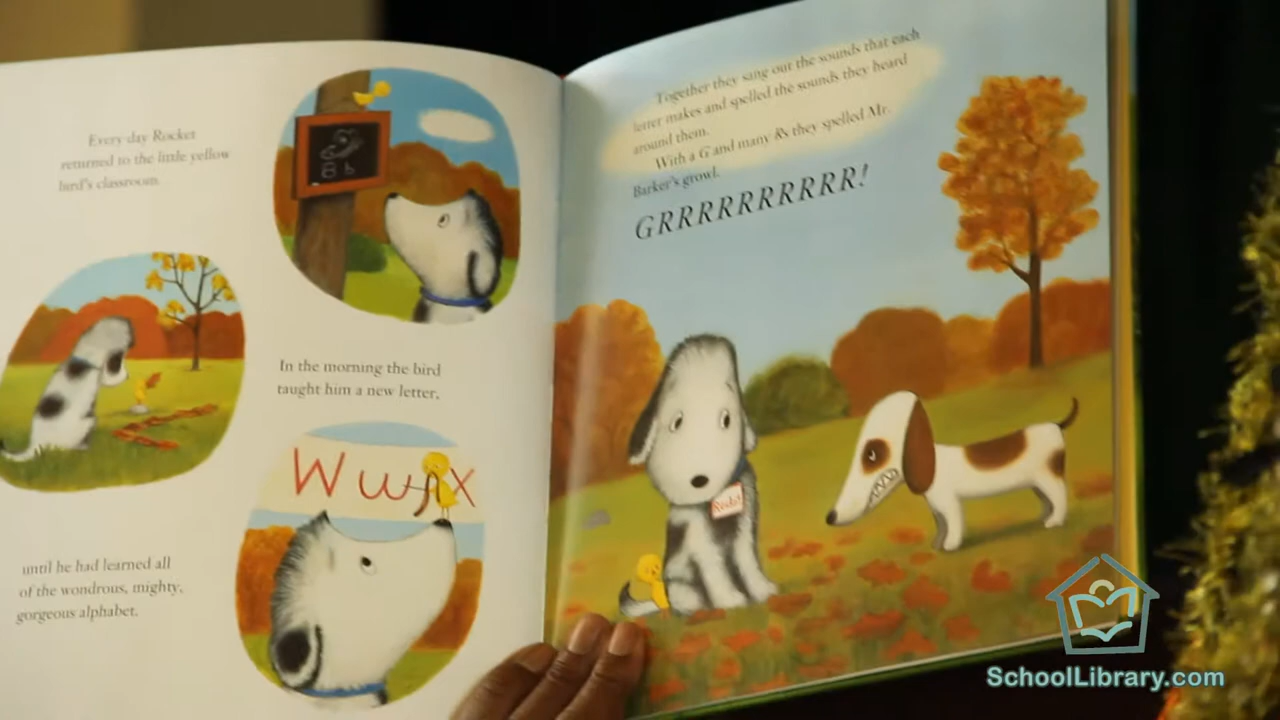 Every day Rocket
returned to the little yellow
bird's classroom.
In the morning the bird
taught him a new letter,
W w X
until he had learned all
of the wondrous, mighty,
gorgeous alphabet.
Together they sang out the sounds that each
letter makes and spelled the sounds they heard
around them.
With a G and many Rs they spelled Mr.
Barker's growl.
GRRRRRRRRRR!
Rocket
SchoolLibrary.com